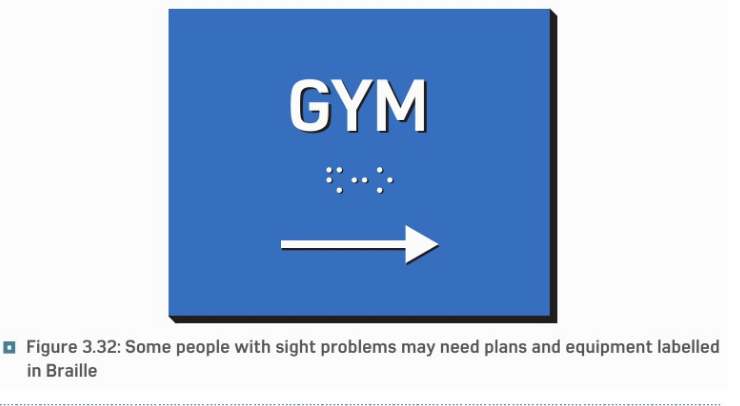 GYM
Figure 3.32: Some people with sight problems may need plans and equipment labelled
in Braille